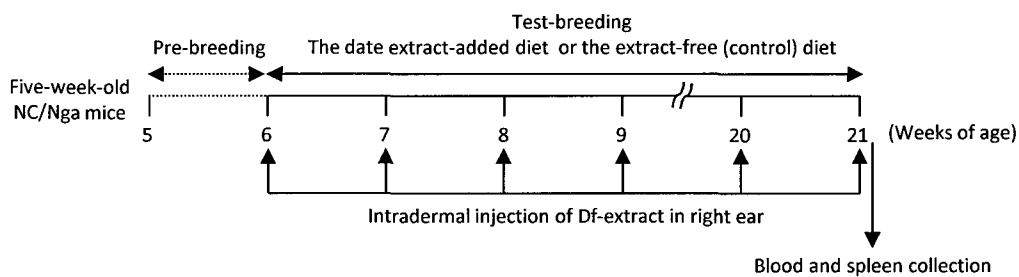 Test-breeding
Pre-breeding
The date extract-added diet or the extract-free (control) diet
Five-week-old
NC/Nga mice
5 6 7 8 9 20 21 (Weeks of age)
Intradermal injection of Df-extract in right ear
Blood and spleen collection